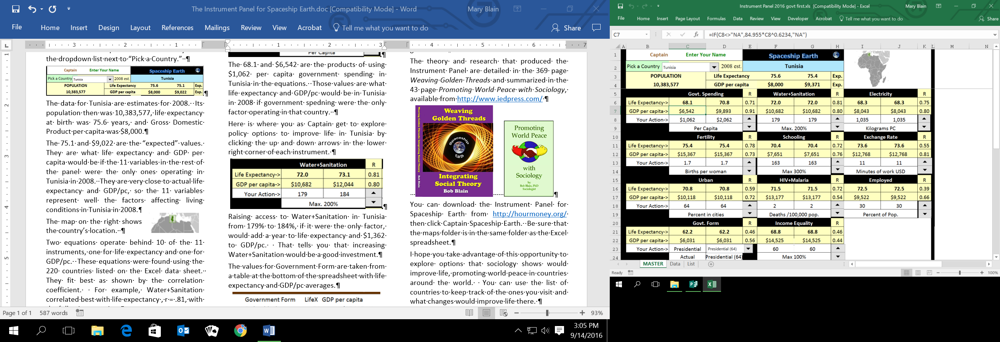 The Instrument Panel for Spaceship Earth.doc [Compatibility Mode] - Word
Mary Blain
File Home Insert Design Layout References Mailings Review View Acrobat Tell me what you want to do
Share
3 2 1 1 2 3 4 5 6 7
the dropdown list next to “Pick a Country.” ¶
Captain Enter Your Name Spaceship Earth
Pick a Country Tunisia 2008 est. Tunisia
POPULATION Life Expectancy 75.6 75.1 Exp.
10,383,577 GDP per capita $8,000 $9,022 Exp. ¶
The data for Tunisia are estimates for 2008. Its
population then was 10,383,577, life expectancy
at birth was 75.6 years, and Gross Domestic
Product per capita was $8,000.¶
The 75.1 and $9,022 are the “expected” values.
They are what life expectancy and GDP per
capita would be if the 11 variables in the rest of
the panel were the only ones operating in
Tunisia in 2008. They are very close to actual life
expectancy and GDP/pc, so the 11 variables
represent well the factors affecting living
conditions in Tunisia in 2008.¶
The map on the right shows
the country’s location. ¶
Two equations operate behind 10 of the 11
instruments, one for life expectancy and one for
GDP/pc. These equations were found using the
220 countries listed on the Excel data sheet.
They fit best as shown by the correlation
coefficient. For example, Water+Sanitation
correlated best with life expectancy , r = .81, with
Per Capita ¶
The 68.1 and $6,542 are the products of using
$1,062 per capita government spending in
Tunisia in the equations. Those values are what
life expectancy and GDP/pc would be in Tunisia
in 2008 if government spedning were the only
factor operating in that country. ¶
Here is where you as Captain get to explore
policy options to improve life in Tunisia by
clicking the up and down arrows in the lower
right corner of each instrument. ¶
Water+Sanitation R
Life Expectancy-> 72.0 73.1 0.81
GDP per capita-> $10,682 $12,044 0.80
Your Action-> 179 184
Max. 200% ¶
Raising access to Water+Sanitation in Tunisia
from 179% to 184%, if it were the only factor,
would add a year to life expectancy and $1,362
to GDP/pc. That tells you that increasing
Water+Sanitation would be a good investment.¶
The values for Government Form are taken from
a table at the bottom of the spreadsheet with life
expectancy and GDP/pc averages.¶
Government Form LifeX GDP per capita
The theory and research that produced the
Instrument Panel are detailed in the 369 page
Weaving Golden Threads and summarized in the
43 page Promoting World Peace with Sociology,
available from http://www.iedpress.com/ ¶
Weaving Golden Threads: Integrating Social Theory Bob Blain
Weaving
Golden Threads
Spaceship
Earth
Integrating
Social Theory
Bob Blain
Promoting
World Peace
with
Sociology
by
Bob Blain, PhD
Sociologist
¶
You can download the Instrument Panel for
Spaceship Earth from http://hourmoney.org/
then click Captain Spaceship Earth. Be sure that
the maps folder is in the same folder as the Excel
spreadsheet.¶
I hope you take advantage of this opportunity to
explore options that sociology shows would
improve life, promoting world peace in countries
around the world. You can use the list of
countries to keep track of the ones you visit and
what changes would improve life there. ¶
Page 1 of 1 587 words
93%
3:05 PM
9/14/2016
Instrument Panel 2016 govt first.xls [Compatibility Mode] - Excel
Mary Blain
File Home Insert Page Layout Formulas Data Review View Developer Acrobat Tell me what you want to do
Share
C7 fx =IF(C8<>"NA",84.955*C8^0.6234,"NA")
A B C D E F G H I J K L M N
1 Captain Enter Your Name Spaceship Earth
2 Pick a Country Tunisia 2008 est. Tunisia
3 POPULATION Life Expectancy 75.6 75.4 Exp.
4 10,383,577 GDP per capita $8,000 $9,371 Exp.
5 Govt. Spending R Water+Sanitation R Electricity R
6 Life Expectancy-> 68.1 70.8 0.71 72.0 72.0 0.81 68.3 68.3 0.75
7 GDP per capita-> $6,542 $9,893 0.91 $10,682 $10,682 0.80 $8,043 $8,043 0.80
8 Your Action-> $1,062 $2,062 179 179 1,035 1,035
9 Per Capita Max. 200% Kilograms PC
10 Fertility R Schooling R Exchange Rate R
11 Life Expectancy-> 75.4 75.4 0.78 70.4 70.4 0.72 73.6 73.6 0.55
12 GDP per capita-> $15,367 $15,367 0.73 $7,651 $7,651 0.76 $12,768 $12,768 0.81
13 Your Action-> 1.7 1.7 163 163 11 11
14 Births per woman Max 300% Minutes of work USD
15 Urban R HIV+Malaria R Employed R
16 Life Expectancy-> 70.8 70.8 0.59 71.5 71.5 0.72 72.5 72.5 0.39
17 GDP per capita-> $10,118 $10,118 0.72 $13,177 $13,177 0.54 $9,522 $9,522 0.66
18 Your Action-> 64 64 2 2 30 30
19 Percent in cities Deaths /100,000 pop. Percent of Pop.
20 Govt. Form R Income Equality R
21 Life Expectancy-> 62.2 62.2 0.46 68.8 68.8 0.46
22 GDP per capita-> $6,031 $6,031 0.56 $14,525 $14,525 0.44
23 Your Action-> Presidential Presidential (64) 60 60
24 Actual Presidential (64) Max 100%
MASTER Data List
Ready
100%